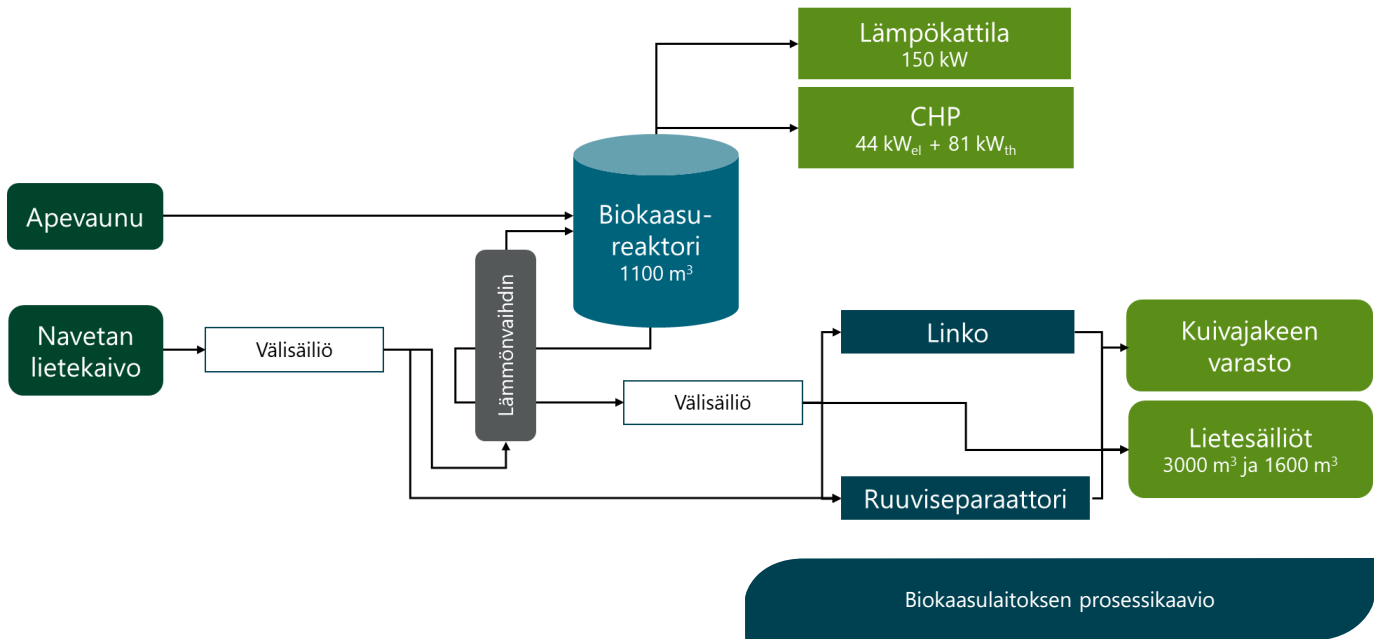 Lämpökattila
150 kW
CHP
44 kWₑₗ + 81 kWₜₕ
Apevaunu
Biokaasu-
reaktori
1100 m³
Lämmönvaihdin
Navetan
lietekaivo
Välisäiliö
Linko
Kuivajakeen
varasto
Välisäiliö
Lietesäiliöt
3000 m³ ja 1600 m³
Ruuviseparaattori
Biokaasulaitoksen prosessikaavio